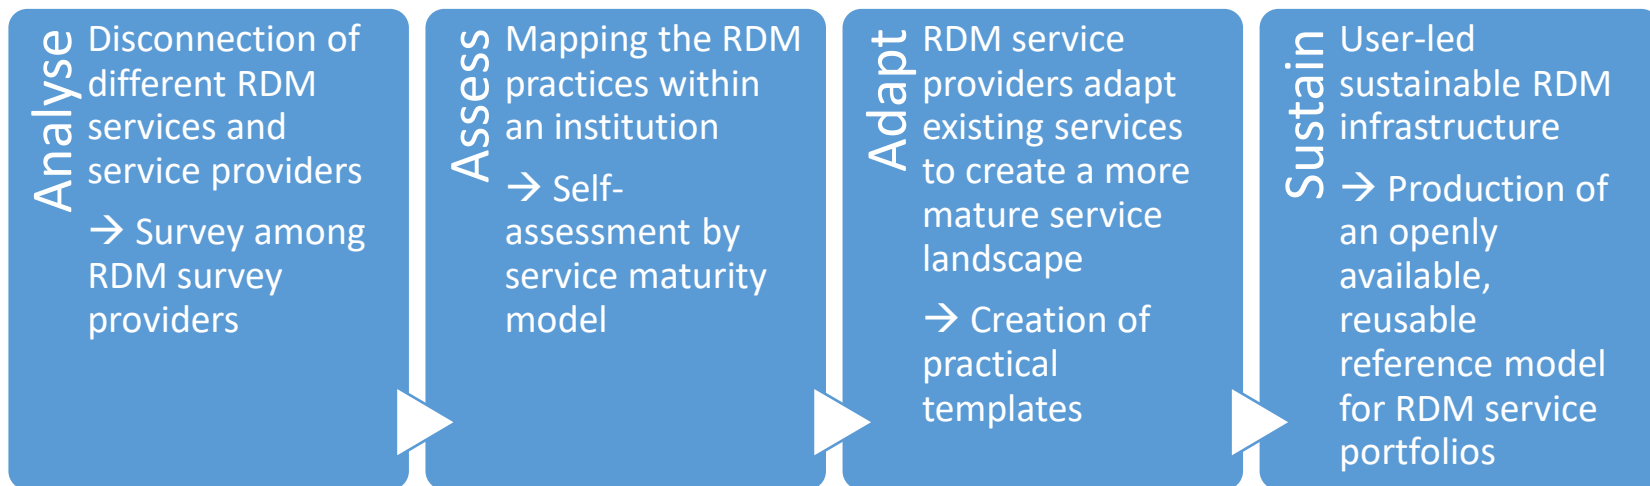 Analyse
Disconnection of
different RDM
services and
service providers
→ Survey among
RDM survey
providers
Assess
Mapping the RDM
practices within
an institution
→ Self-
assessment by
service maturity
model
Adapt
RDM service
providers adapt
existing services
to create a more
mature service
landscape
→ Creation of
practical
templates
Sustain
User-led
sustainable RDM
infrastructure
→ Production of
an openly
available,
reusable
reference model
for RDM service
portfolios